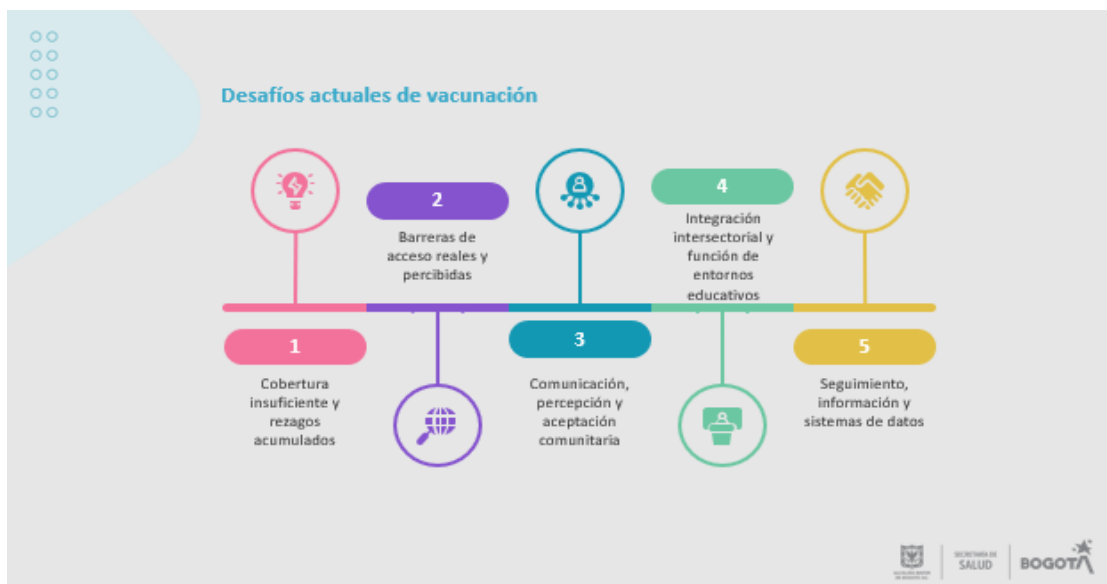 Desafíos actuales de vacunación
1
Cobertura
insuficiente y
rezagos
acumulados
2
Barreras de
acceso reales y
percibidas
3
Comunicación,
percepción y
aceptación
comunitaria
4
Integración
intersectorial y
función de
entornos
educativos
5
Seguimiento,
información y
sistemas de datos
SECRETARÍA DE
SALUD
BOGOTÁ